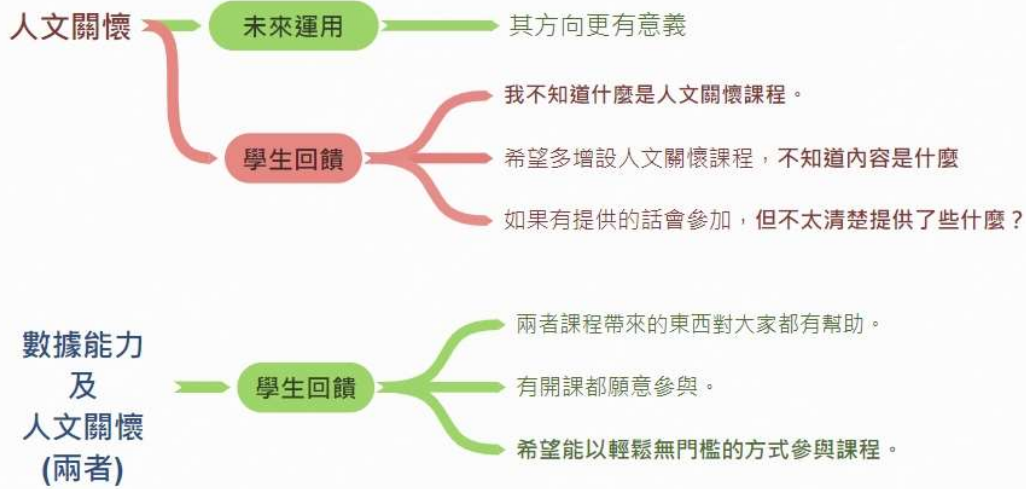 人文關懷
未來運用
其方向更有意義
學生回饋
我不知道什麼是人文關懷課程。
希望多增設人文關懷課程，不知道內容是什麼
如果有提供的話會參加，但不太清楚提供了些什麼？
數據能力
及
人文關懷
(兩者)
學生回饋
兩者課程帶來的東西對大家都有幫助。
有開課都願意參與。
希望能以輕鬆無門檻的方式參與課程。